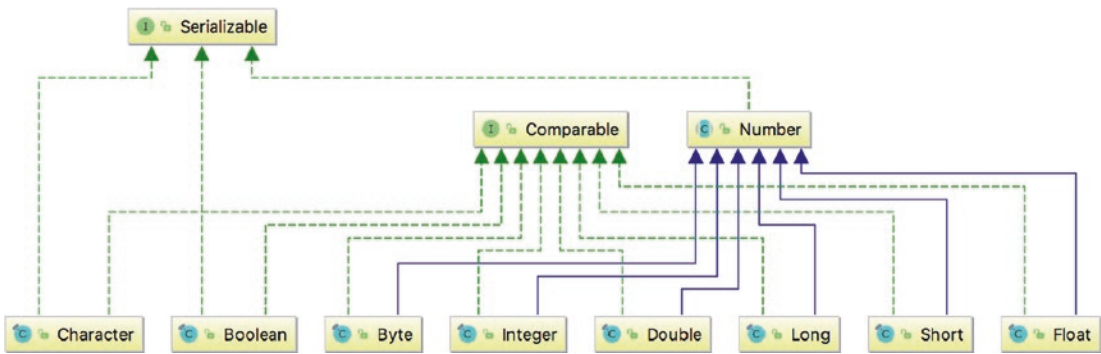 I Serializable
I Comparable
C Number
C Character
C Boolean
C Byte
C Integer
C Double
C Long
C Short
C Float